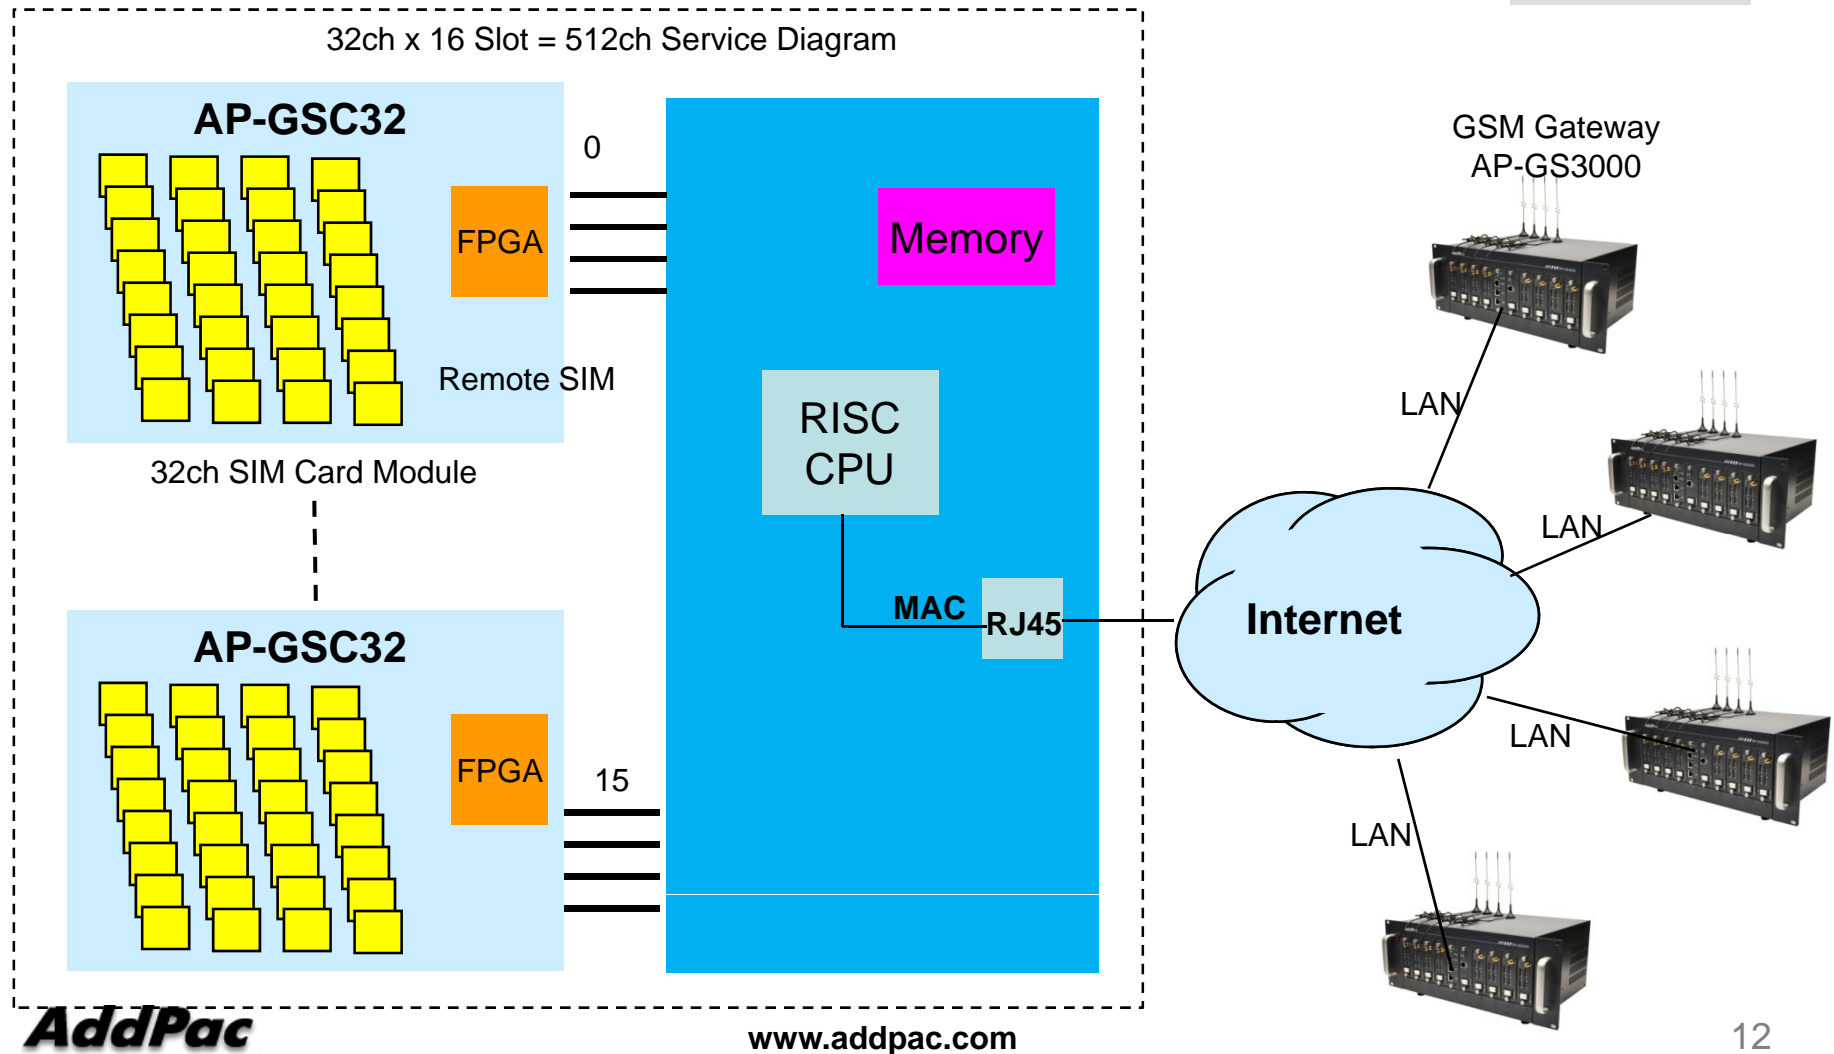 32ch x 16 Slot = 512ch Service Diagram
AP-GSC32
0
FPGA
Memory
Remote SIM
RISC
CPU
32ch SIM Card Module
MAC
RJ45
AP-GSC32
FPGA
15
GSM Gateway
AP-GS3000
LAN
LAN
Internet
LAN
LAN
AddPac
www.addpac.com
12